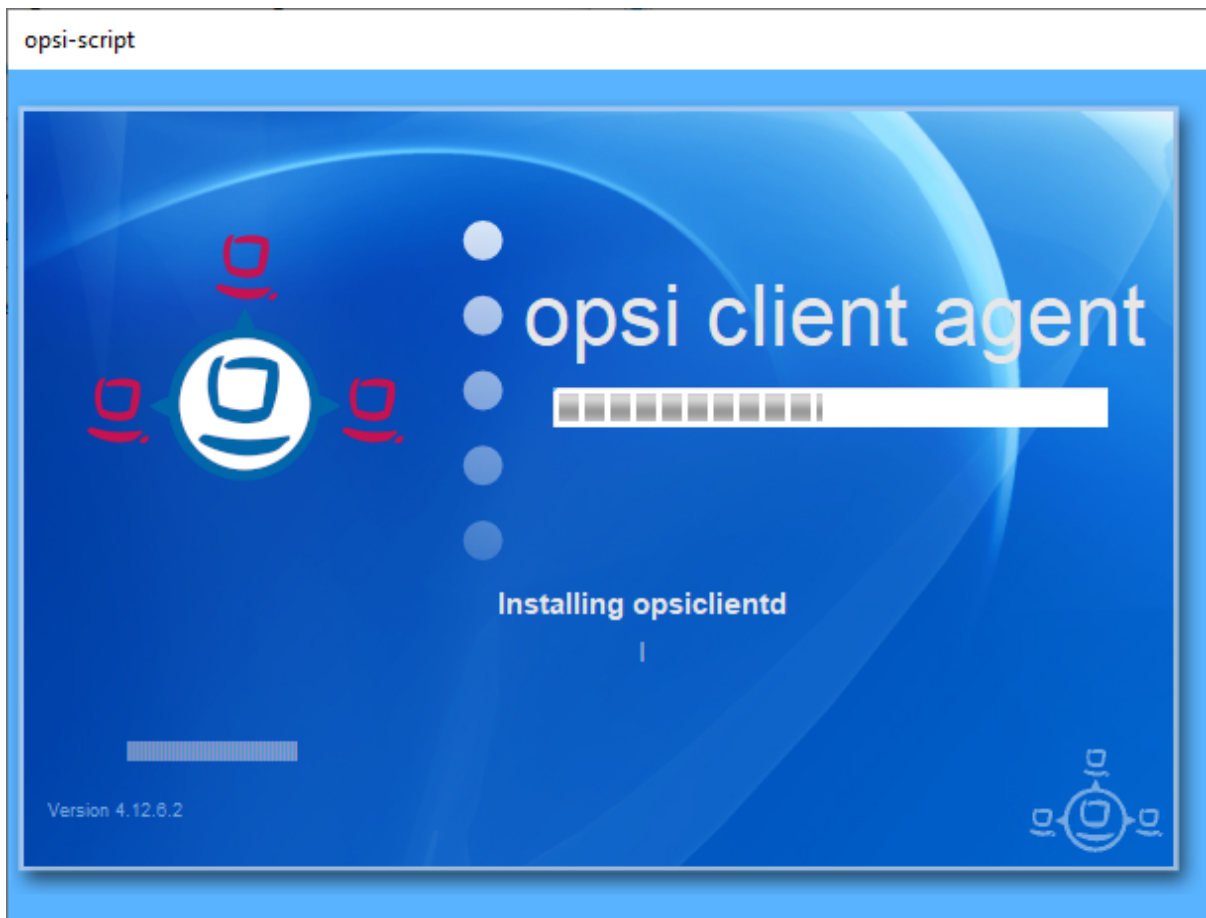 opsi-script
opsi client agent
Installing opsiclientd
Version 4.12.6.2